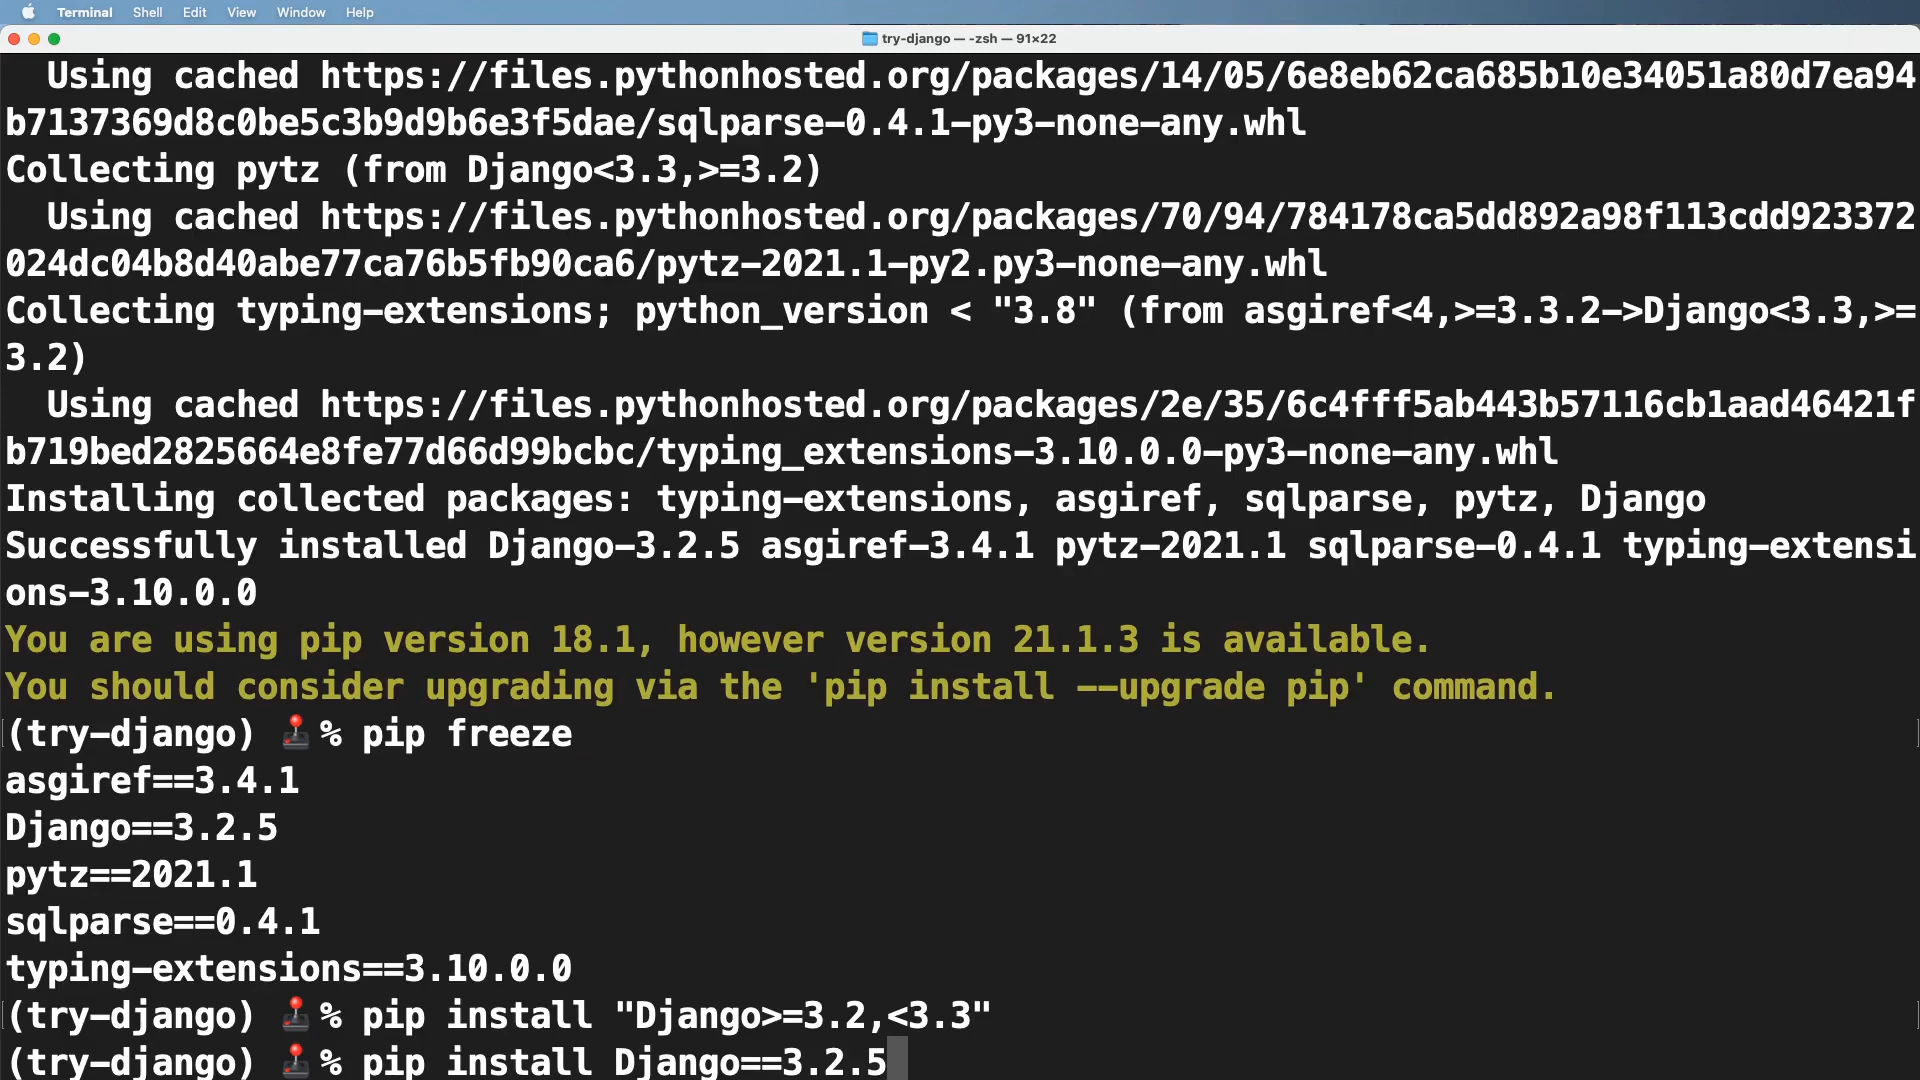 Terminal Shell Edit View Window Help
try-django — -zsh — 91×22
Using cached https://files.pythonhosted.org/packages/14/05/6e8eb62ca685b10e34051a80d7ea94
b7137369d8c0be5c3b9d9b6e3f5dae/sqlparse-0.4.1-py3-none-any.whl
Collecting pytz (from Django<3.3,>=3.2)
Using cached https://files.pythonhosted.org/packages/70/94/784178ca5dd892a98f113cdd923372
024dc04b8d40abe77ca76b5fb90ca6/pytz-2021.1-py2.py3-none-any.whl
Collecting typing-extensions; python_version < "3.8" (from asgiref<4,>=3.3.2->Django<3.3,>=
3.2)
Using cached https://files.pythonhosted.org/packages/2e/35/6c4fff5ab443b57116cb1aad46421f
b719bed2825664e8fe77d66d99bcbc/typing_extensions-3.10.0.0-py3-none-any.whl
Installing collected packages: typing-extensions, asgiref, sqlparse, pytz, Django
Successfully installed Django-3.2.5 asgiref-3.4.1 pytz-2021.1 sqlparse-0.4.1 typing-extensi
ons-3.10.0.0
You are using pip version 18.1, however version 21.1.3 is available.
You should consider upgrading via the 'pip install --upgrade pip' command.
(try-django) 🕹% pip freeze
asgiref==3.4.1
Django==3.2.5
pytz==2021.1
sqlparse==0.4.1
typing-extensions==3.10.0.0
(try-django) 🕹% pip install "Django>=3.2,<3.3"
(try-django) 🕹% pip install Django==3.2.5